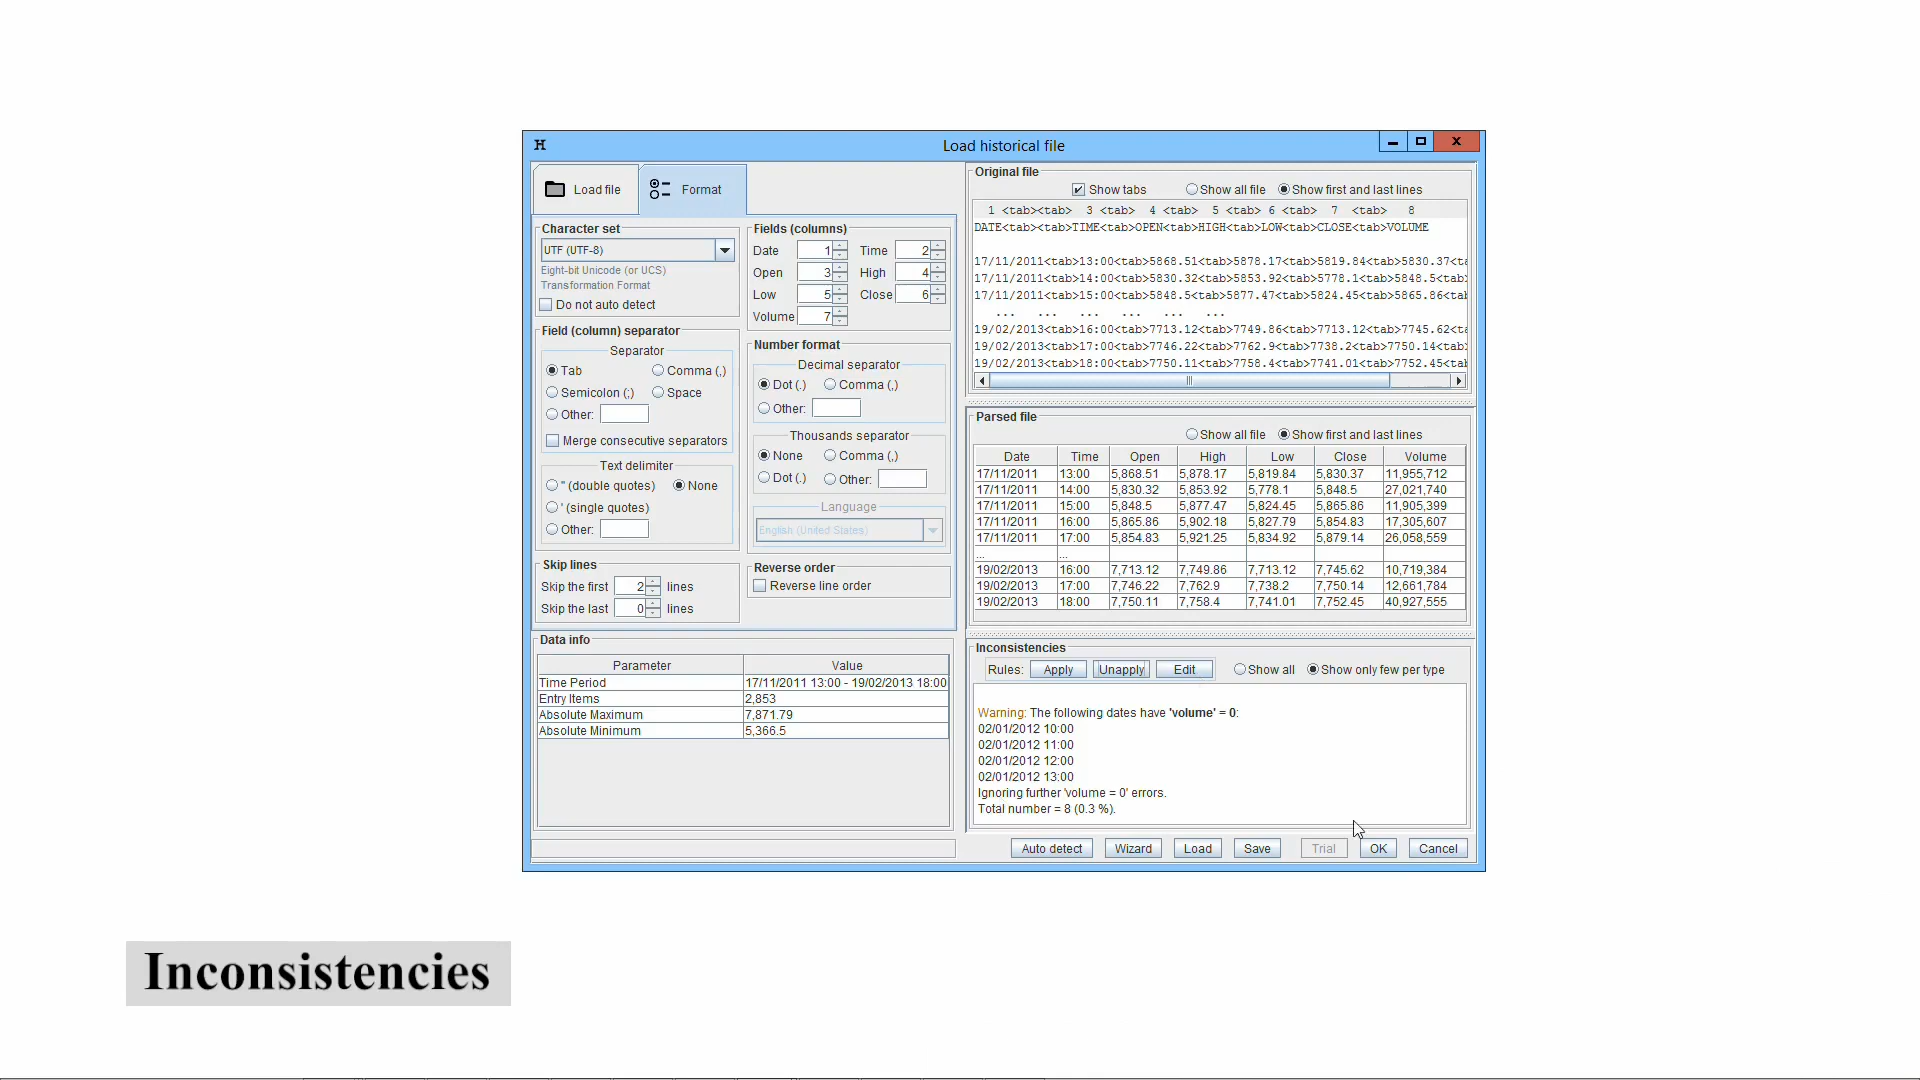 H
Load historical file
Load file
Format
Character set
UTF (UTF-8)
Eight-bit Unicode (or UCS)
Transformation Format
Do not auto detect
Field (column) separator
Separator
Tab
Comma (,)
Semicolon (;)
Space
Other:
Merge consecutive separators
Text delimiter
" (double quotes)
None
' (single quotes)
Other:
Skip lines
Skip the first 2 lines
Skip the last 0 lines
Fields (columns)
Date 1 Time 2
Open 3 High 4
Low 5 Close 6
Volume 7
Number format
Decimal separator
Dot (.)
Comma (,)
Other:
Thousands separator
None
Comma (,)
Dot (.)
Other:
Language
English (United States)
Reverse order
Reverse line order
Data info
Parameter Value
Time Period 17/11/2011 13:00 - 19/02/2013 18:00
Entry Items 2,853
Absolute Maximum 7,871.79
Absolute Minimum 5,366.5
Original file
Show tabs
Show all file
Show first and last lines
1 <tab><tab> 3 <tab> 4 <tab> 5 <tab> 6 <tab> 7 <tab> 8
DATE<tab><tab>TIME<tab>OPEN<tab>HIGH<tab>LOW<tab>CLOSE<tab>VOLUME
17/11/2011<tab>13:00<tab>5868.51<tab>5878.17<tab>5819.84<tab>5830.37<ta
17/11/2011<tab>14:00<tab>5830.32<tab>5853.92<tab>5778.1<tab>5848.5<tab
17/11/2011<tab>15:00<tab>5848.5<tab>5877.47<tab>5824.45<tab>5865.86<tab
... ... ... ... ... ...
19/02/2013<tab>16:00<tab>7713.12<tab>7749.86<tab>7713.12<tab>7745.62<ta
19/02/2013<tab>17:00<tab>7746.22<tab>7762.9<tab>7738.2<tab>7750.14<tab
19/02/2013<tab>18:00<tab>7750.11<tab>7758.4<tab>7741.01<tab>7752.45<tab
Parsed file
Show all file
Show first and last lines
Date Time Open High Low Close Volume
17/11/2011 13:00 5,868.51 5,878.17 5,819.84 5,830.37 11,955,712
17/11/2011 14:00 5,830.32 5,853.92 5,778.1 5,848.5 27,021,740
17/11/2011 15:00 5,848.5 5,877.47 5,824.45 5,865.86 11,905,399
17/11/2011 16:00 5,865.86 5,902.18 5,827.79 5,854.83 17,305,607
17/11/2011 17:00 5,854.83 5,921.25 5,834.92 5,879.14 26,058,559
... ...
19/02/2013 16:00 7,713.12 7,749.86 7,713.12 7,745.62 10,719,384
19/02/2013 17:00 7,746.22 7,762.9 7,738.2 7,750.14 12,661,784
19/02/2013 18:00 7,750.11 7,758.4 7,741.01 7,752.45 40,927,555
Inconsistencies
Rules: Apply Unapply Edit
Show all
Show only few per type
Warning: The following dates have 'volume' = 0:
02/01/2012 10:00
02/01/2012 11:00
02/01/2012 12:00
02/01/2012 13:00
Ignoring further 'volume = 0' errors.
Total number = 8 (0.3 %).
Auto detect Wizard Load Save Trial OK Cancel
Inconsistencies